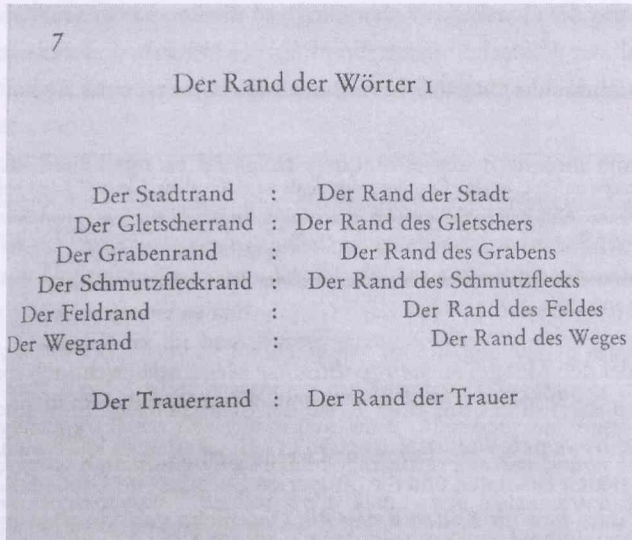 7
Der Rand der Wörter 1
Der Stadtrand : Der Rand der Stadt
Der Gletscherrand : Der Rand des Gletschers
Der Grabenrand : Der Rand des Grabens
Der Schmutzfleckrand : Der Rand des Schmutzflecks
Der Feldrand : Der Rand des Feldes
Der Wegrand : Der Rand des Weges
Der Trauerrand : Der Rand der Trauer